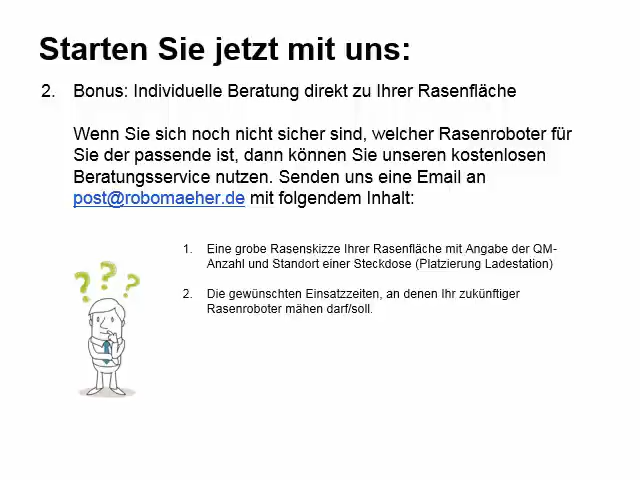 Starten Sie jetzt mit uns:
2. Bonus: Individuelle Beratung direkt zu Ihrer Rasenfläche
Wenn Sie sich noch nicht sicher sind, welcher Rasenroboter für
Sie der passende ist, dann können Sie unseren kostenlosen
Beratungsservice nutzen. Senden uns eine Email an
post@robomaeher.de mit folgendem Inhalt:
1. Eine grobe Rasenskizze Ihrer Rasenfläche mit Angabe der QM-
Anzahl und Standort einer Steckdose (Platzierung Ladestation)
2. Die gewünschten Einsatzzeiten, an denen Ihr zukünftiger
Rasenroboter mähen darf/soll.